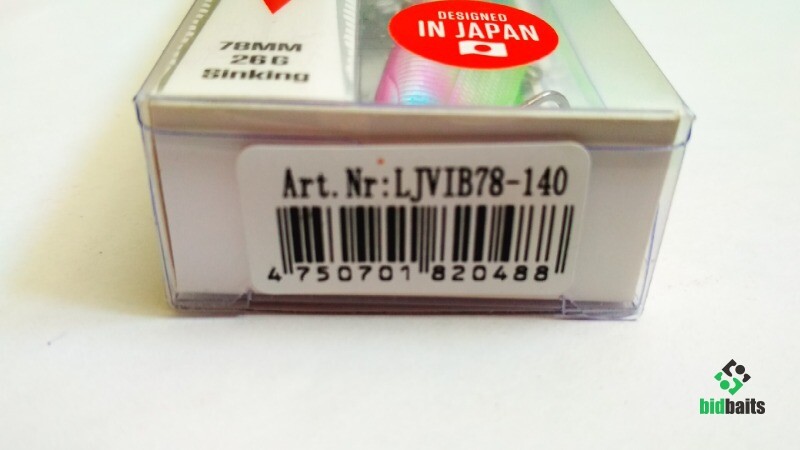 DESIGNED
IN JAPAN
78MM
26G
Sinking
Art.Nr:LJVIB78-140
4 750701 820488
bidbaits